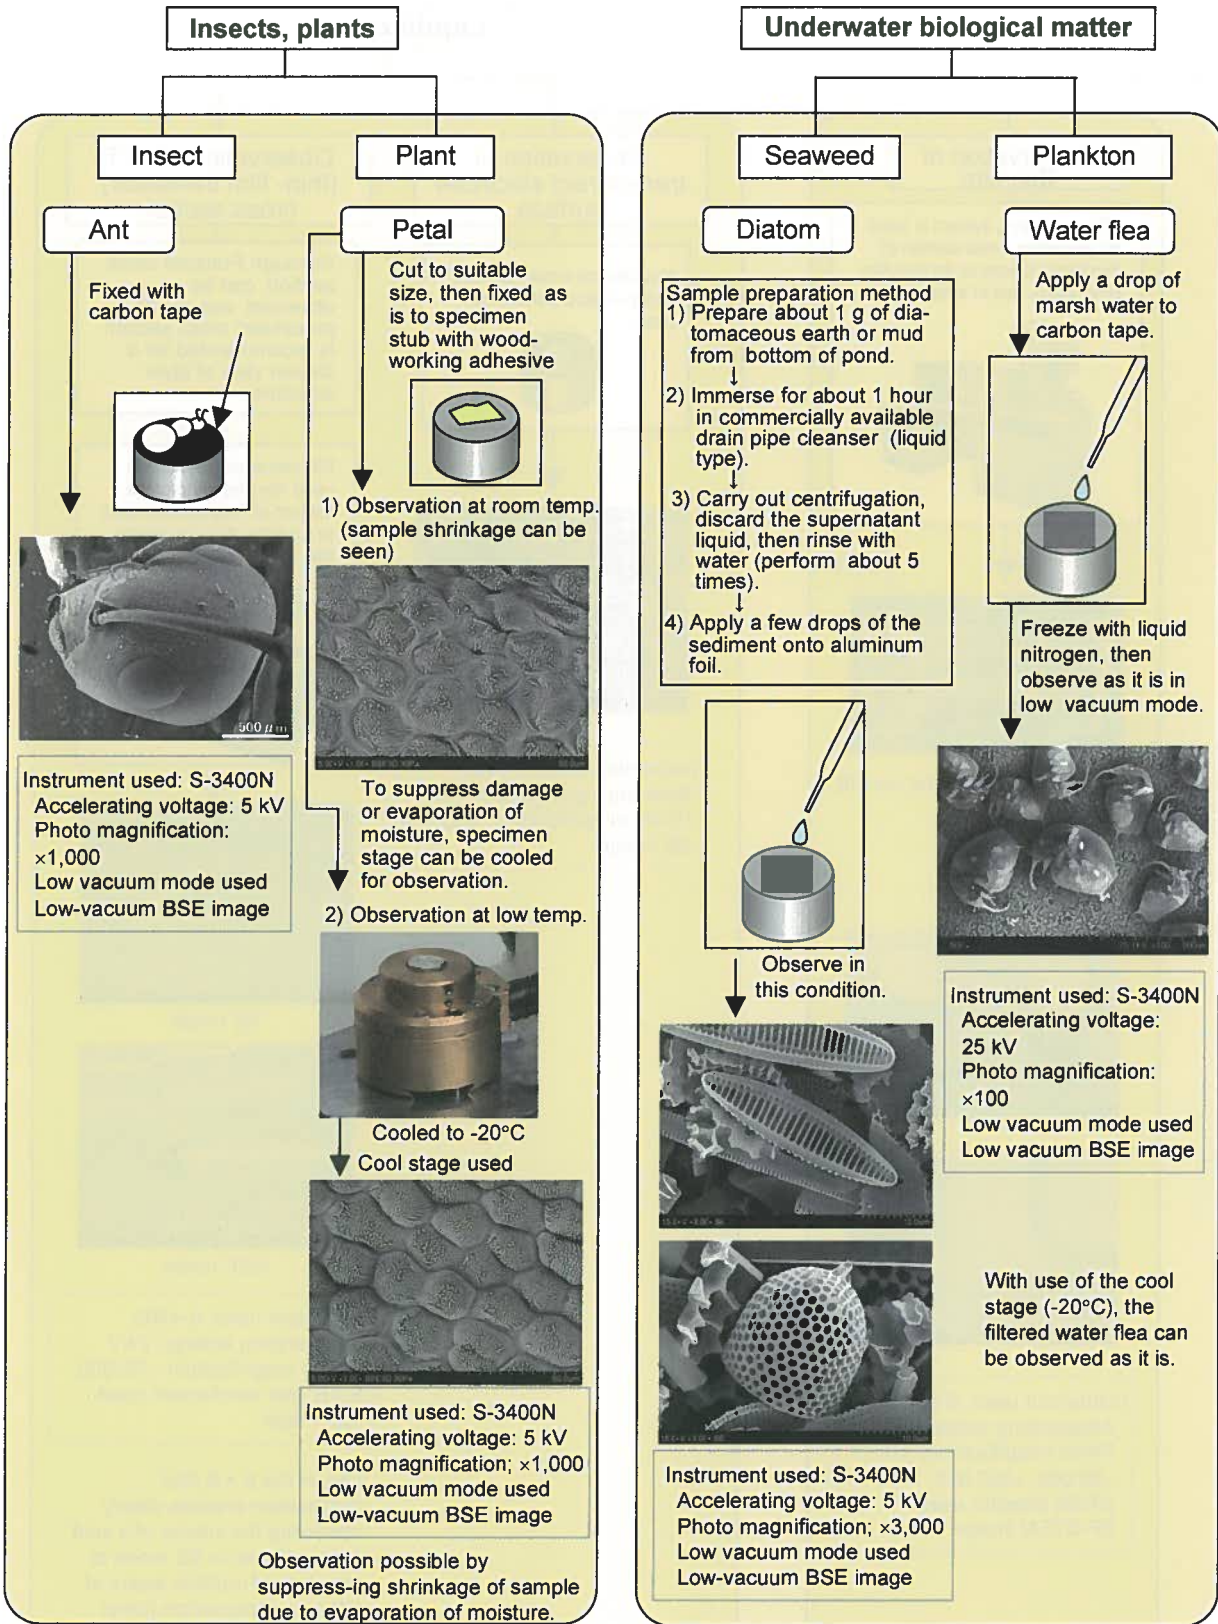 Insects, plants
Insect
Plant
Ant
Petal
Fixed with
carbon tape
Cut to suitable
size, then fixed as
is to specimen
stub with wood-
working adhesive
1) Observation at room temp.
(sample shrinkage can be
seen)
500 μm
Instrument used: S-3400N
Accelerating voltage: 5 kV
Photo magnification:
×1,000
Low vacuum mode used
Low-vacuum BSE image
To suppress damage
or evaporation of
moisture, specimen
stage can be cooled
for observation.
2) Observation at low temp.
Cooled to -20°C
Cool stage used
Instrument used: S-3400N
Accelerating voltage: 5 kV
Photo magnification; ×1,000
Low vacuum mode used
Low-vacuum BSE image
Observation possible by
suppress-ing shrinkage of sample
due to evaporation of moisture.
Underwater biological matter
Seaweed
Plankton
Diatom
Water flea
Sample preparation method
1) Prepare about 1 g of dia-
tomaceous earth or mud
from bottom of pond.
2) Immerse for about 1 hour
in commercially available
drain pipe cleanser (liquid
type).
3) Carry out centrifugation,
discard the supernatant
liquid, then rinse with
water (perform about 5
times).
4) Apply a few drops of the
sediment onto aluminum
foil.
Observe in
this condition.
Instrument used: S-3400N
Accelerating voltage: 5 kV
Photo magnification; ×3,000
Low vacuum mode used
Low-vacuum BSE image
Apply a drop of
marsh water to
carbon tape.
Freeze with liquid
nitrogen, then
observe as it is in
low vacuum mode.
Instrument used: S-3400N
Accelerating voltage:
25 kV
Photo magnification:
×100
Low vacuum mode used
Low vacuum BSE image
With use of the cool
stage (-20°C), the
filtered water flea can
be observed as it is.